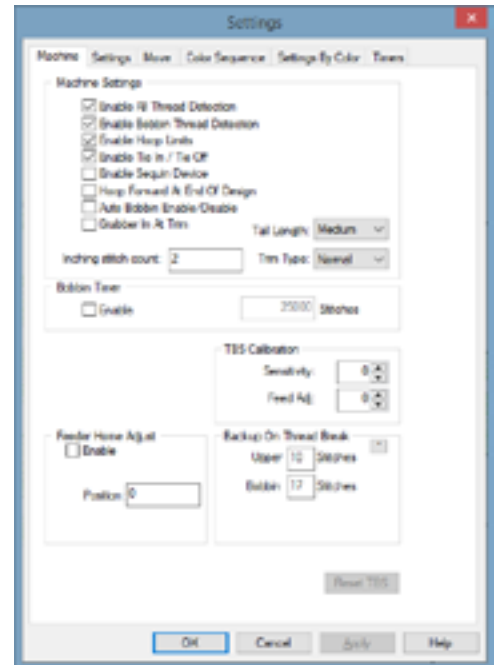 Settings
Machine Settings Move Color Sequence Settings By Color Timers
Machine Settings
Enable All Thread Detection
Enable Bobbin Thread Detection
Enable Hoop Limits
Enable Tie In / Tie Off
Enable Sequin Device
Hoop Forward At End Of Design
Auto Bobbin Enable/Disable
Grabber In At Trim
Tail Length: Medium
Inching stitch count: 2 Trim Type: Normal
Bobbin Timer
Enable 25000 Stitches
TBS Calibration
Sensitivity: 0
Feed Adj: 0
Feeder Home Adjust Backup On Thread Break
Enable Upper 10 Stitches
Position 0 Bobbin Stitches
Reset TBS
OK Cancel Apply Help